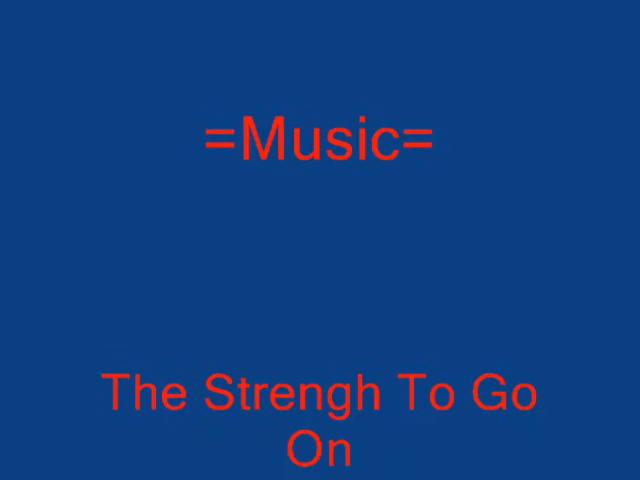 =Music=
The Strengh To Go
On